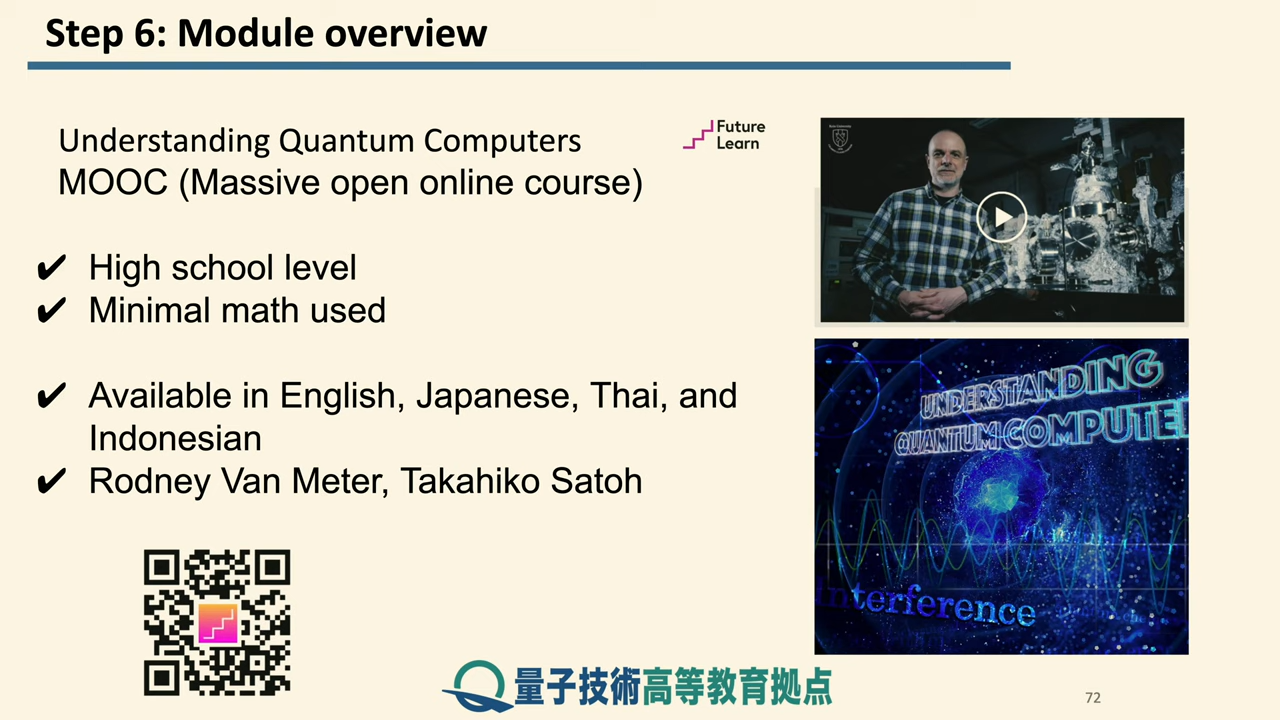 Step 6: Module overview
Understanding Quantum Computers
MOOC (Massive open online course)
Future
Learn
✔ High school level
✔ Minimal math used
✔ Available in English, Japanese, Thai, and
Indonesian
✔ Rodney Van Meter, Takahiko Satoh
UNDERSTANDING
QUANTUM COMPUTE
Interference
量子技術高等教育拠点
72